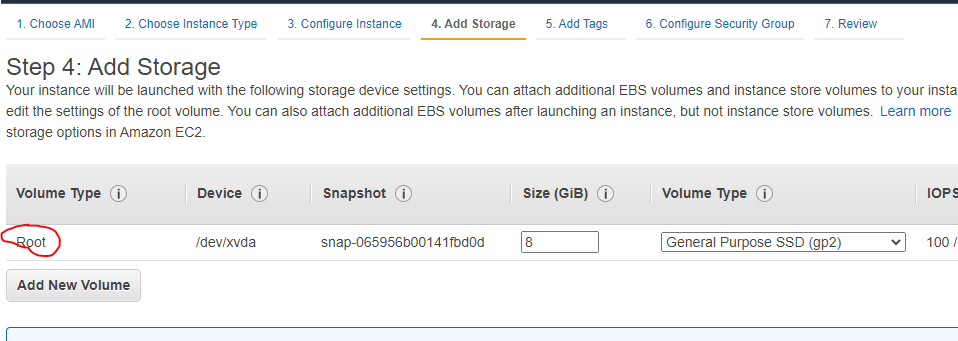 1. Choose AMI 2. Choose Instance Type 3. Configure Instance 4. Add Storage 5. Add Tags 6. Configure Security Group 7. Review
Step 4: Add Storage
Your instance will be launched with the following storage device settings. You can attach additional EBS volumes and instance store volumes to your insta
edit the settings of the root volume. You can also attach additional EBS volumes after launching an instance, but not instance store volumes. Learn more
storage options in Amazon EC2.
Volume Type i Device i Snapshot i Size (GiB) i Volume Type i IOPS
Root /dev/xvda snap-065956b00141fbd0d 8 General Purpose SSD (gp2) 100 /
Add New Volume